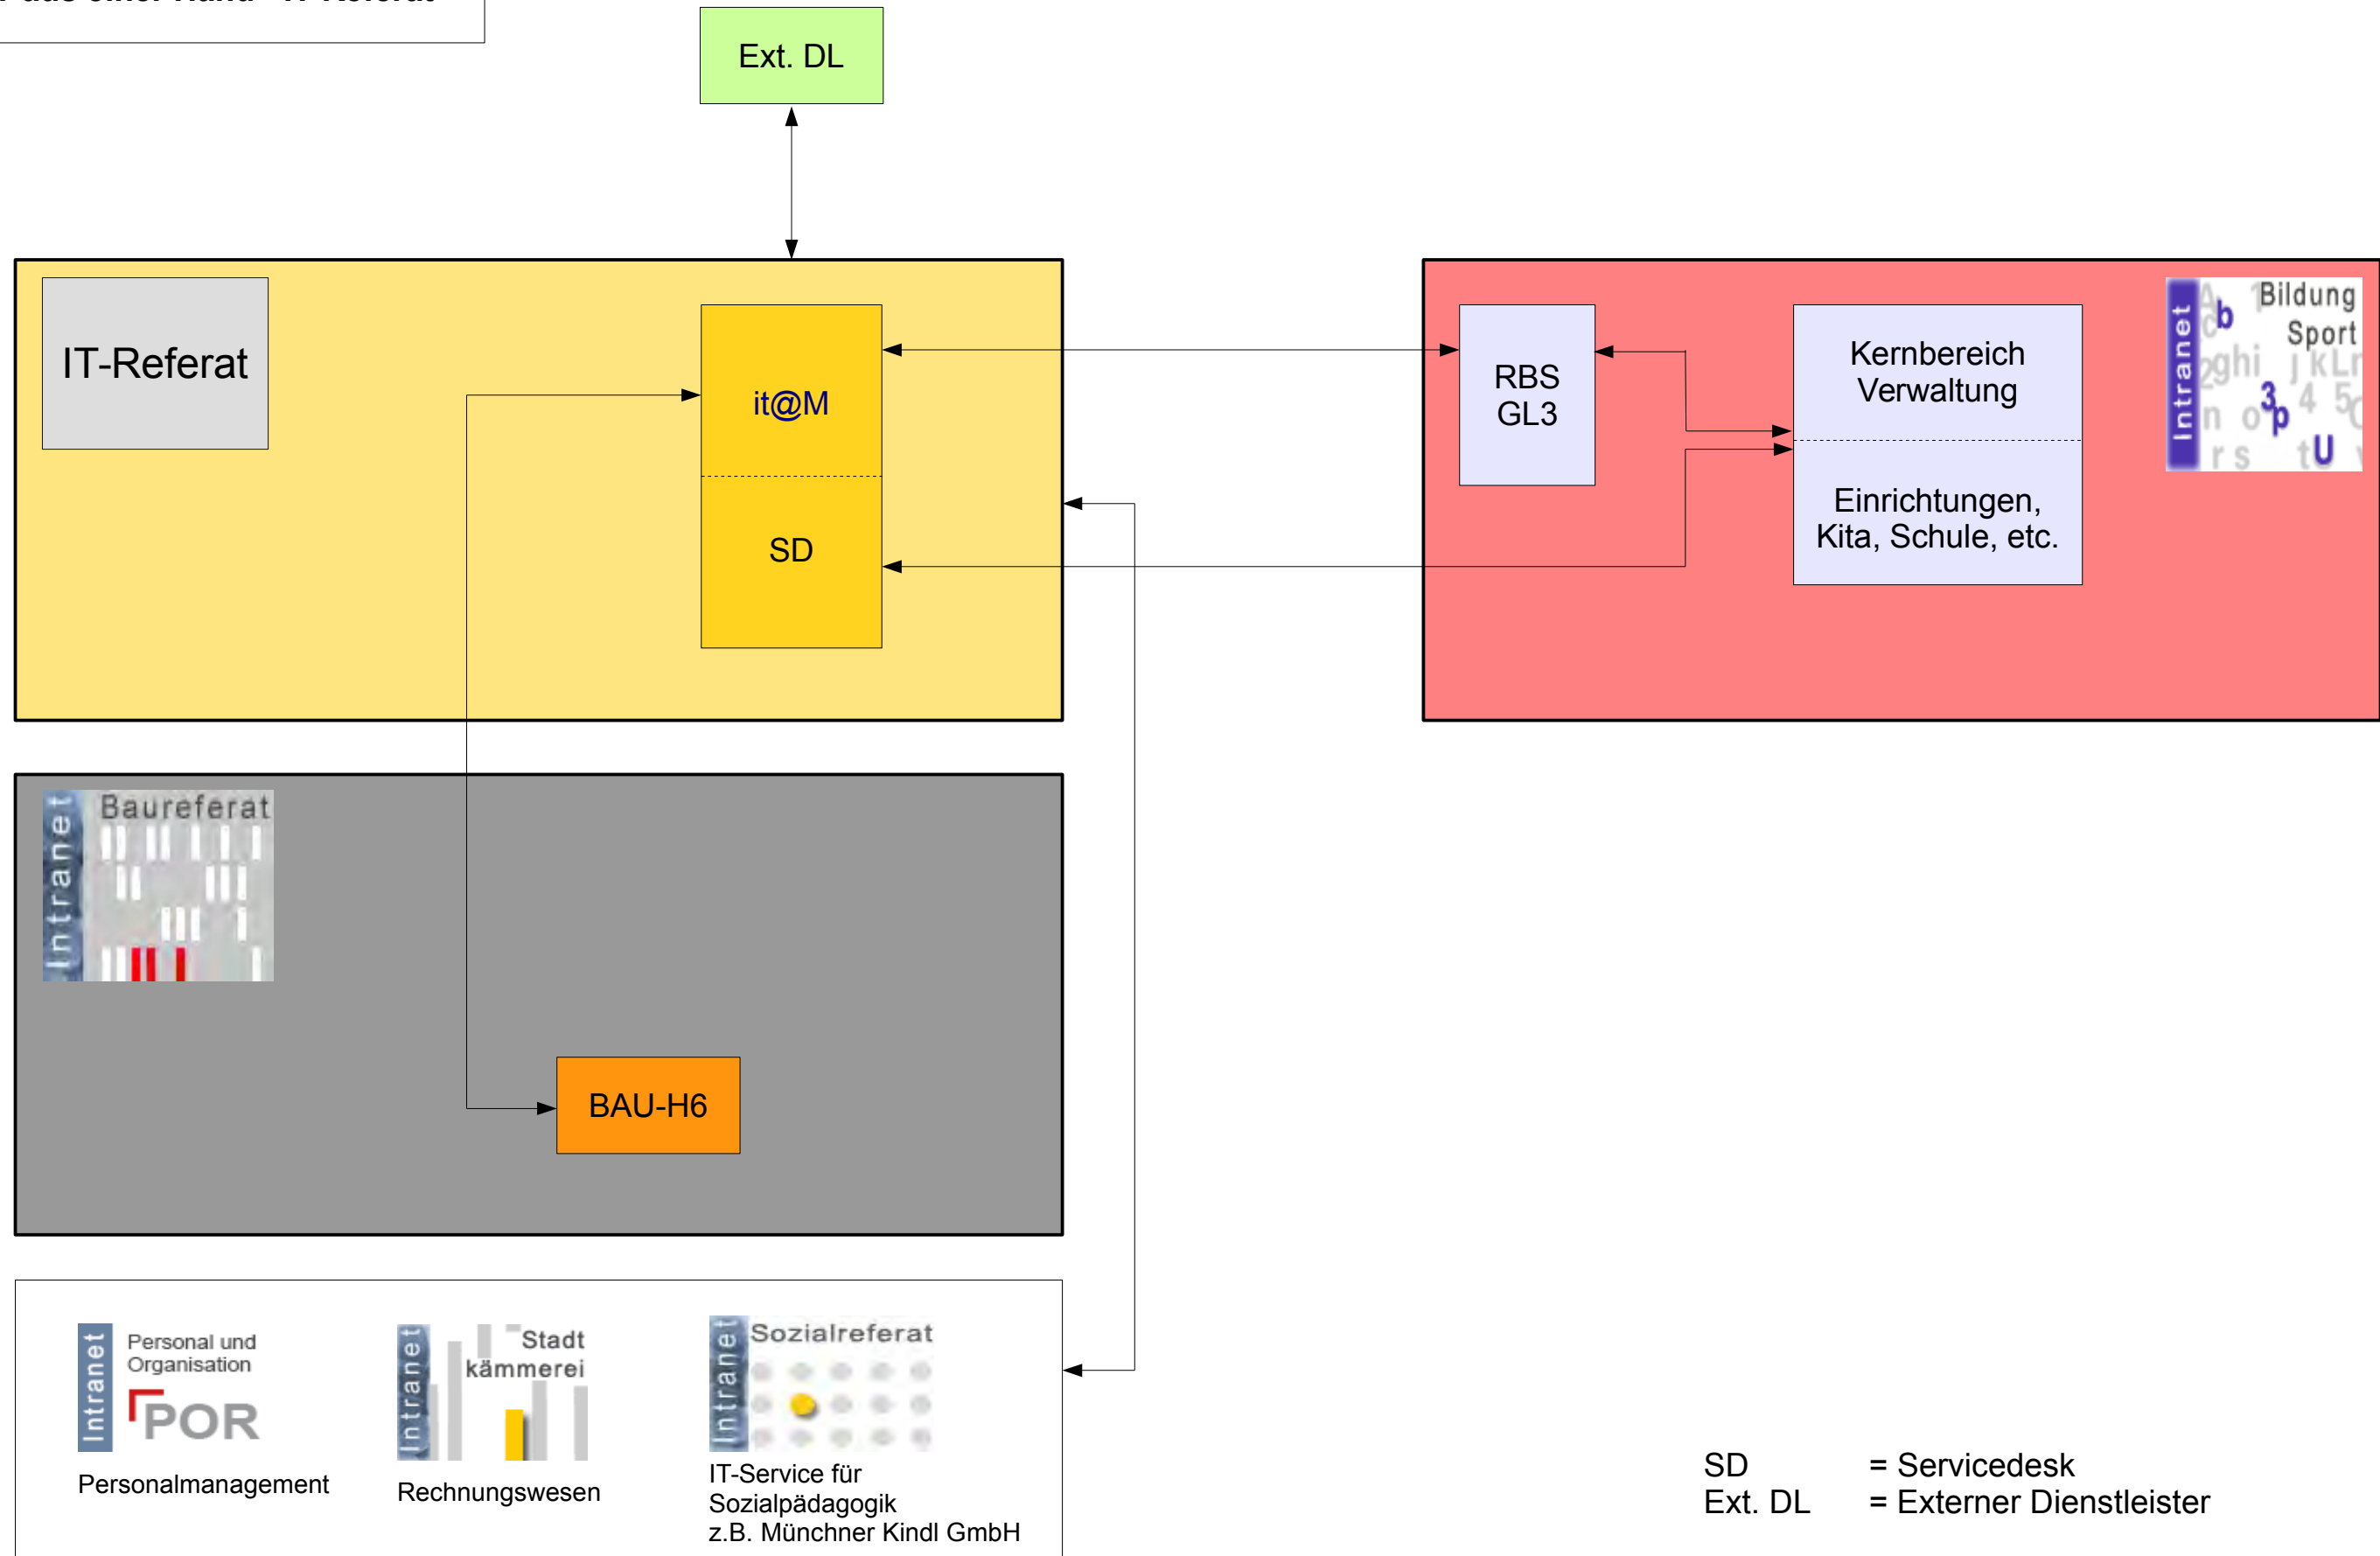 Ext. DL
IT-Referat
it@M
SD
RBS
GL3
Kernbereich
Verwaltung
Einrichtungen,
Kita, Schule, etc.
Intranet
Bildung
Sport
Intranet
Baureferat
BAU-H6
Intranet
Personal und
Organisation
POR
Personalmanagement
Intranet
Stadt
kämmerei
Rechnungswesen
Intranet
Sozialreferat
IT-Service für
Sozialpädagogik
z.B. Münchner Kindl GmbH
SD = Servicedesk
Ext. DL = Externer Dienstleister